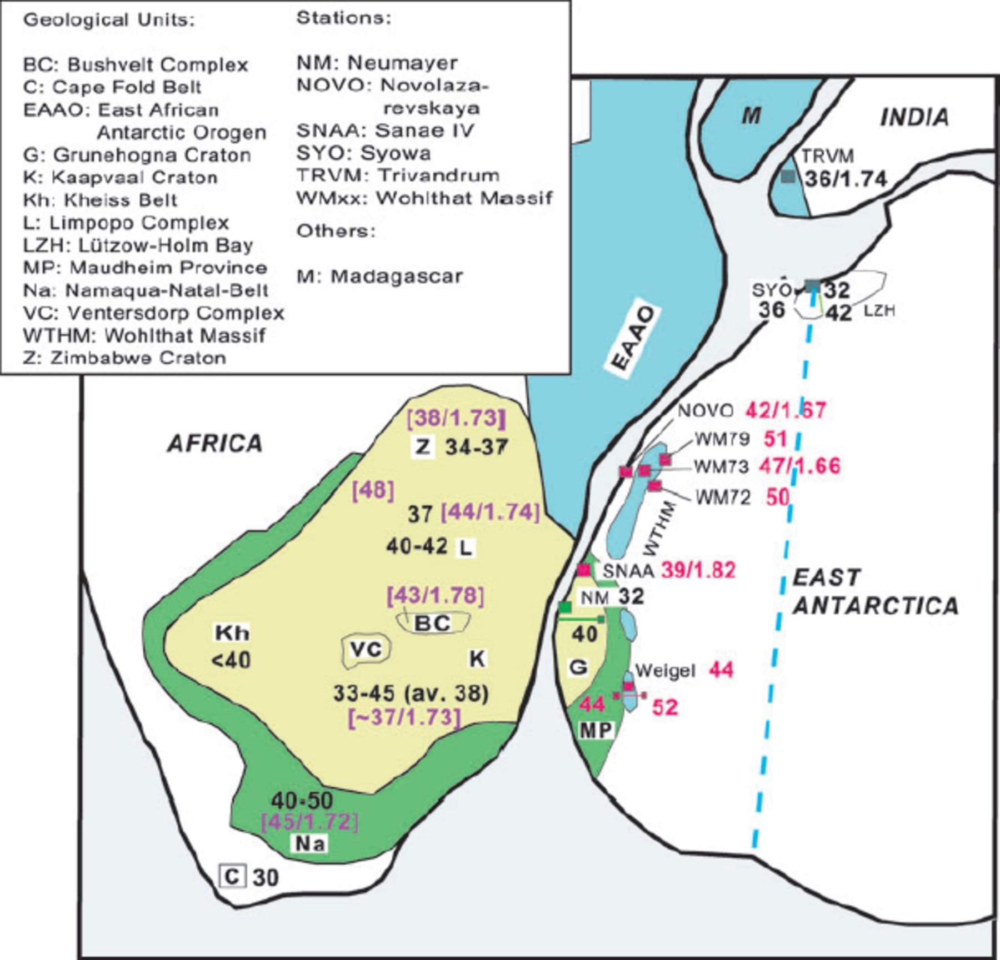 Geological Units:
BC: Bushvelt Complex
C: Cape Fold Belt
EAAO: East African
Antarctic Orogen
G: Grunehogna Craton
K: Kaapvaal Craton
Kh: Kheiss Belt
L: Limpopo Complex
LZH: Lützow-Holm Bay
MP: Maudheim Province
Na: Namaqua-Natal-Belt
VC: Ventersdorp Complex
WTHM: Wohlthat Massif
Z: Zimbabwe Craton
Stations:
NM: Neumayer
NOVO: Novolaza-
revskaya
SNAA: Sanae IV
SYO: Syowa
TRVM: Trivandrum
WMxx: Wohlthat Massif
Others:
M: Madagascar
M
INDIA
TRVM
36/1.74
SYO 32
36 42 LZH
EAAO
NOVO 42/1.67
WM79 51
WM73 47/1.66
WM72 50
WTHM
AFRICA
[38/1.73]
Z 34-37
[48]
37 [44/1.74]
40-42 L
SNAA 39/1.82
EAST
ANTARCTICA
NM 32
[43/1.78]
BC
40
Kh
<40
VC
K
G
Weigel 44
33-45 (av. 38)
[~37/1.73]
44 52
MP
40-50
[45/1.72]
Na
C 30